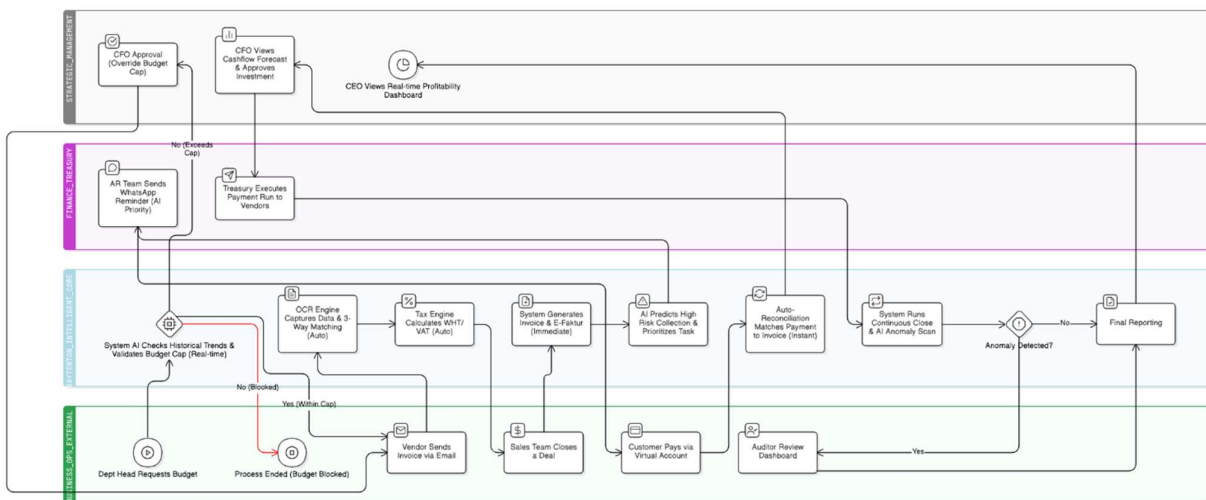 STRATEGIC_MANAGEMENT
CFO Approval
(Override Budget
Cap)
CFO Views
Cashflow Forecast
& Approves
Investment
CEO Views Real-time Profitability
Dashboard
No (Exceeds
Cap)
FINANCE_TREASURY
AR Team Sends
WhatsApp
Reminder (AI
Priority)
Treasury Executes
Payment Run to
Vendors
System AI Checks Historical Trends &
Validates Budget Cap (Real-time)
OCR Engine
Captures Data & 3-
Way Matching
(Auto)
Tax Engine
Calculates WHT/
VAT (Auto)
System Generates
Invoice & E-Faktur
(Immediate)
AI Predicts High
Risk Collection &
Prioritizes Task
Auto-
Reconciliation
Matches Payment
to Invoice (Instant)
System Runs
Continuous Close
& AI Anomaly Scan
Anomaly Detected?
No
Final Reporting
No (Blocked)
Yes (Within Cap)
Dept Head Requests Budget
Process Ended (Budget Blocked)
Vendor Sends
Invoice via Email
Sales Team Closes
a Deal
Customer Pays via
Virtual Account
Auditor Review
Dashboard
Yes